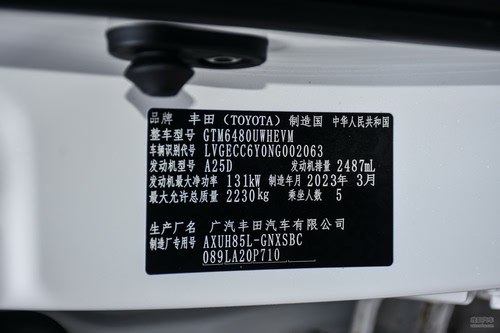 品牌 丰田（TOYOTA） 制造国 中华人民共和国
整车型号 GTM6480UWHEVM
车辆识别代号 LVGECC6Y0NG002063
发动机型号 A25D 发动机排量 2487mL
发动机最大净功率 131kW 制造年月 2023年 3月
最大允许总质量 2230kg 乘坐人数 5
生产厂名 广汽丰田汽车有限公司
制造厂专用号 AXUH85L-GNXSBC
089LA20P710